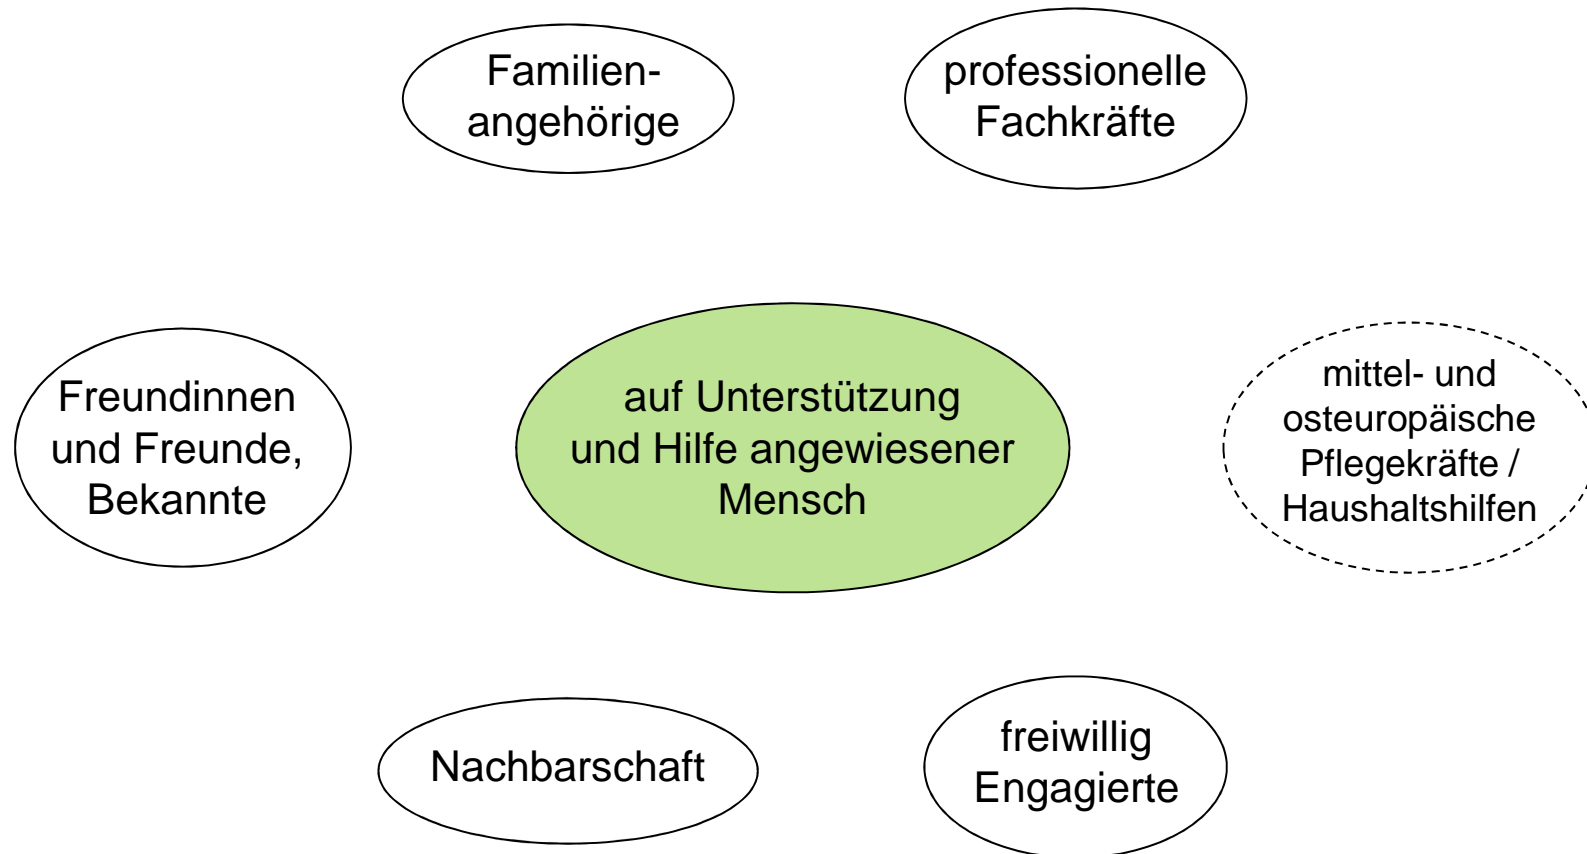 Familien-
angehörige
professionelle
Fachkräfte
Freundinnen
und Freunde,
Bekannte
auf Unterstützung
und Hilfe angewiesener
Mensch
mittel- und
osteuropäische
Pflegekräfte /
Haushaltshilfen
Nachbarschaft
freiwillig
Engagierte